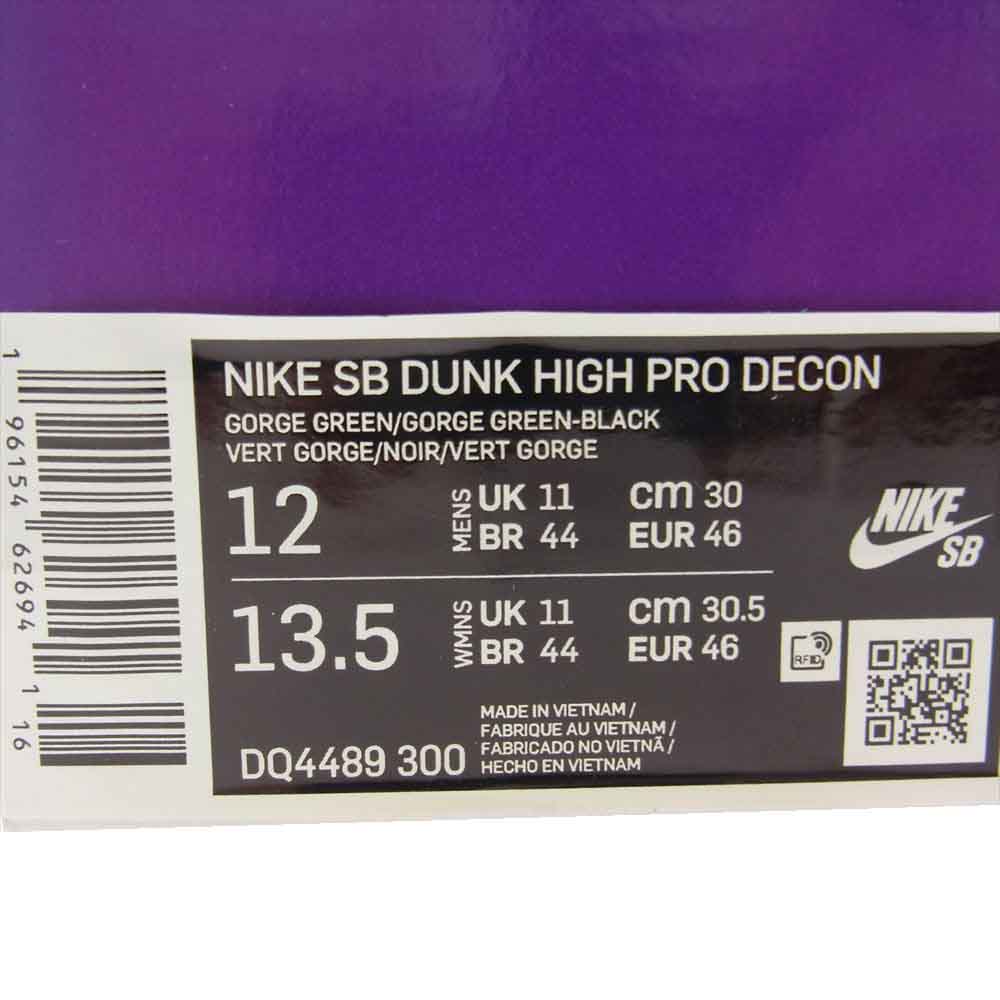 NIKE SB DUNK HIGH PRO DECON
GORGE GREEN/GORGE GREEN-BLACK
VERT GORGE/NOIR/VERT GORGE
12 MENS UK 11 cm 30
BR 44 EUR 46
13.5 WMNS UK 11 cm 30.5
BR 44 EUR 46
NIKE
SB
RFID
MADE IN VIETNAM /
FABRIQUE AU VIETNAM /
FABRICADO NO VIETNÃ /
HECHO EN VIETNAM
DQ4489 300
1 96154 62694 1 16